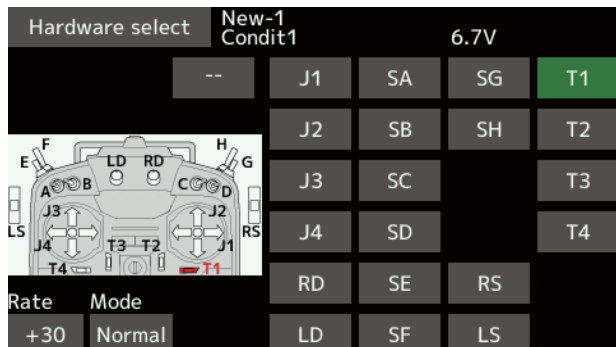 Hardware select
New-1
Condit1
6.7V
-- J1 SA SG T1
J2 SB SH T2
J3 SC T3
J4 SD T4
RD SE RS
LD SF LS
F H
E LD RD G
A B C D
J3 J2
LS J4 T3 T2 J1 RS
T4 T1
Rate Mode
+30 Normal